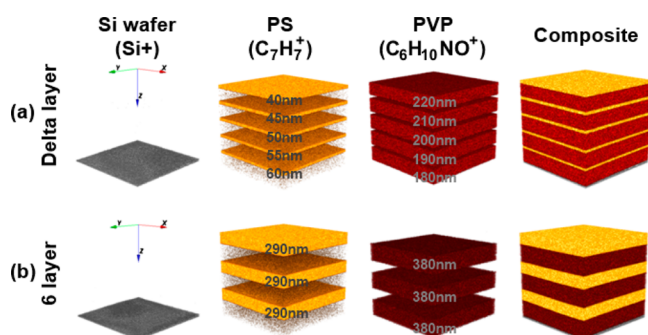 Si wafer
(Si+)
PS
(C₇H₇⁺)
PVP
(C₆H₁₀NO⁺)
Composite
(a)
Delta layer
Y
X
Z
40nm
45nm
50nm
55nm
60nm
220nm
210nm
200nm
190nm
180nm
(b)
6 layer
Y
X
Z
290nm
290nm
290nm
380nm
380nm
380nm